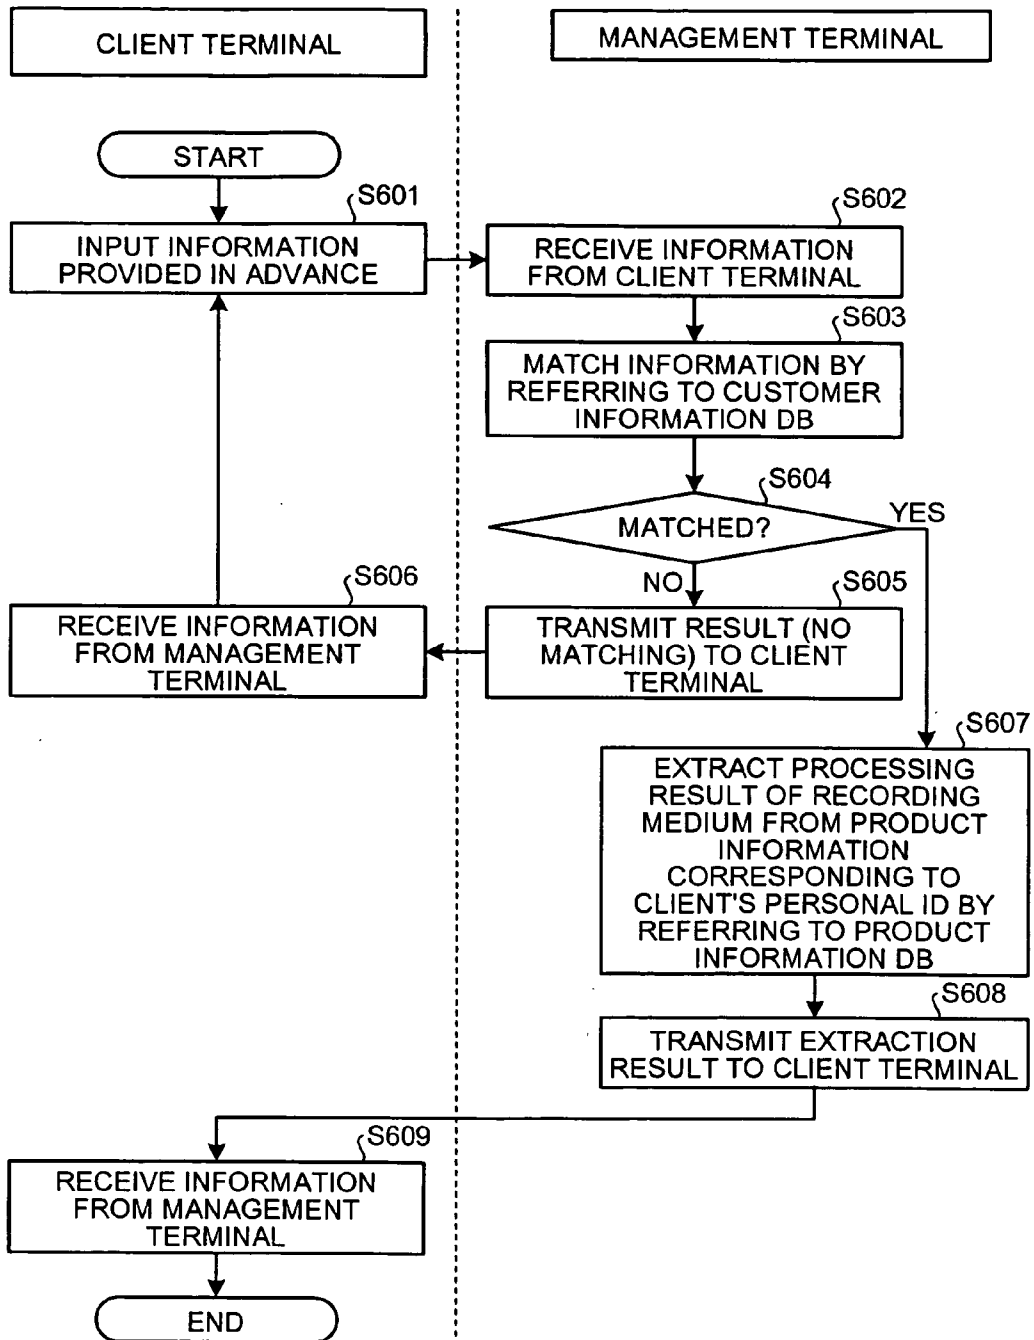 CLIENT TERMINAL
MANAGEMENT TERMINAL
START
S601
INPUT INFORMATION
PROVIDED IN ADVANCE
S602
RECEIVE INFORMATION
FROM CLIENT TERMINAL
S603
MATCH INFORMATION BY
REFERRING TO CUSTOMER
INFORMATION DB
S604
MATCHED?
YES
NO
S605
TRANSMIT RESULT (NO
MATCHING) TO CLIENT
TERMINAL
S606
RECEIVE INFORMATION
FROM MANAGEMENT
TERMINAL
S607
EXTRACT PROCESSING
RESULT OF RECORDING
MEDIUM FROM PRODUCT
INFORMATION
CORRESPONDING TO
CLIENT'S PERSONAL ID BY
REFERRING TO PRODUCT
INFORMATION DB
S608
TRANSMIT EXTRACTION
RESULT TO CLIENT TERMINAL
S609
RECEIVE INFORMATION
FROM MANAGEMENT
TERMINAL
END